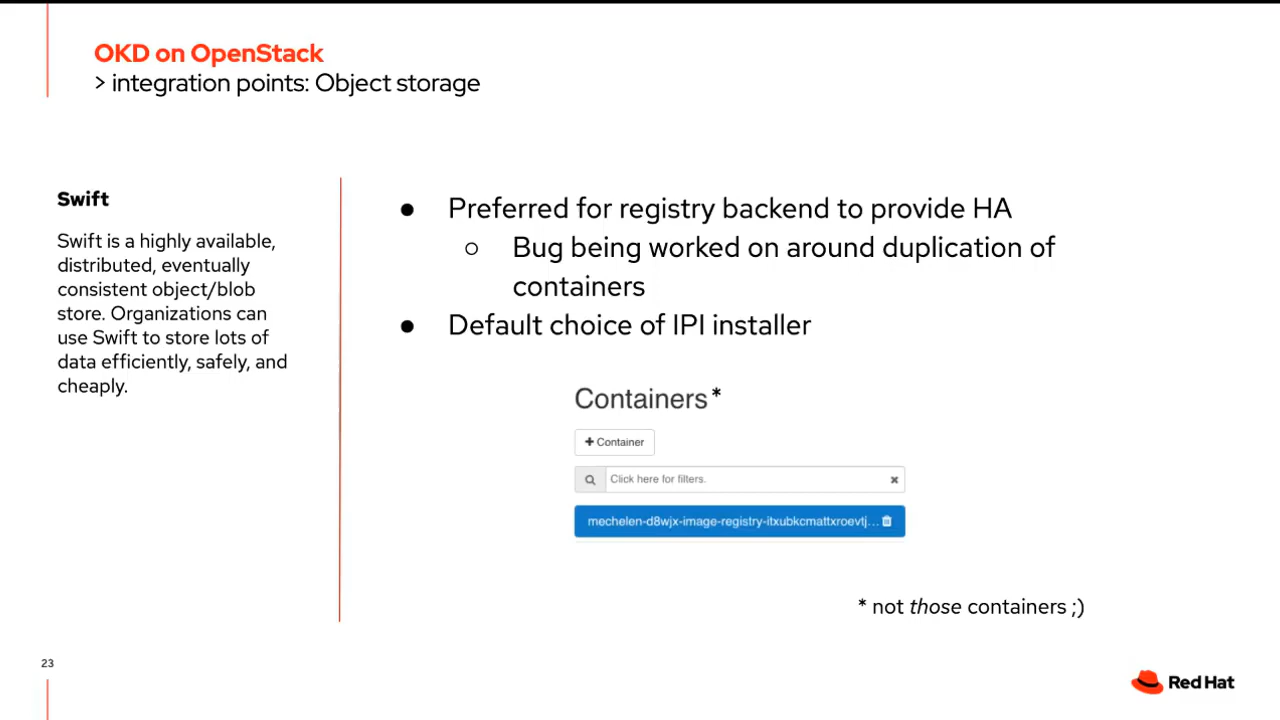 OKD on OpenStack
> integration points: Object storage
Swift
Swift is a highly available,
distributed, eventually
consistent object/blob
store. Organizations can
use Swift to store lots of
data efficiently, safely, and
cheaply.
● Preferred for registry backend to provide HA
○ Bug being worked on around duplication of
containers
● Default choice of IPI installer
Containers*
+ Container
Click here for filters.
mechelen-d8wjx-image-registry-itxubkcmattxroevtj...
* not those containers ;)
23
Red Hat